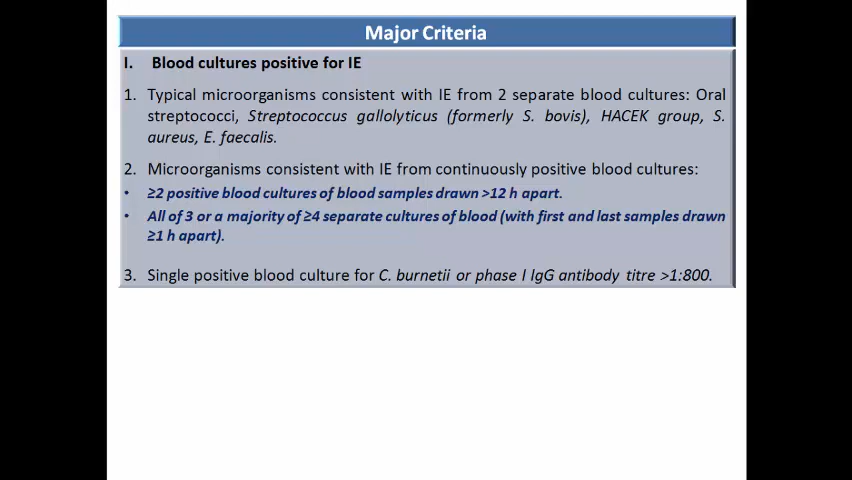 Major Criteria
I. Blood cultures positive for IE
1. Typical microorganisms consistent with IE from 2 separate blood cultures: Oral
streptococci, Streptococcus gallolyticus (formerly S. bovis), HACEK group, S.
aureus, E. faecalis.
2. Microorganisms consistent with IE from continuously positive blood cultures:
• ≥2 positive blood cultures of blood samples drawn >12 h apart.
• All of 3 or a majority of ≥4 separate cultures of blood (with first and last samples drawn
≥1 h apart).
3. Single positive blood culture for C. burnetii or phase I IgG antibody titre >1:800.